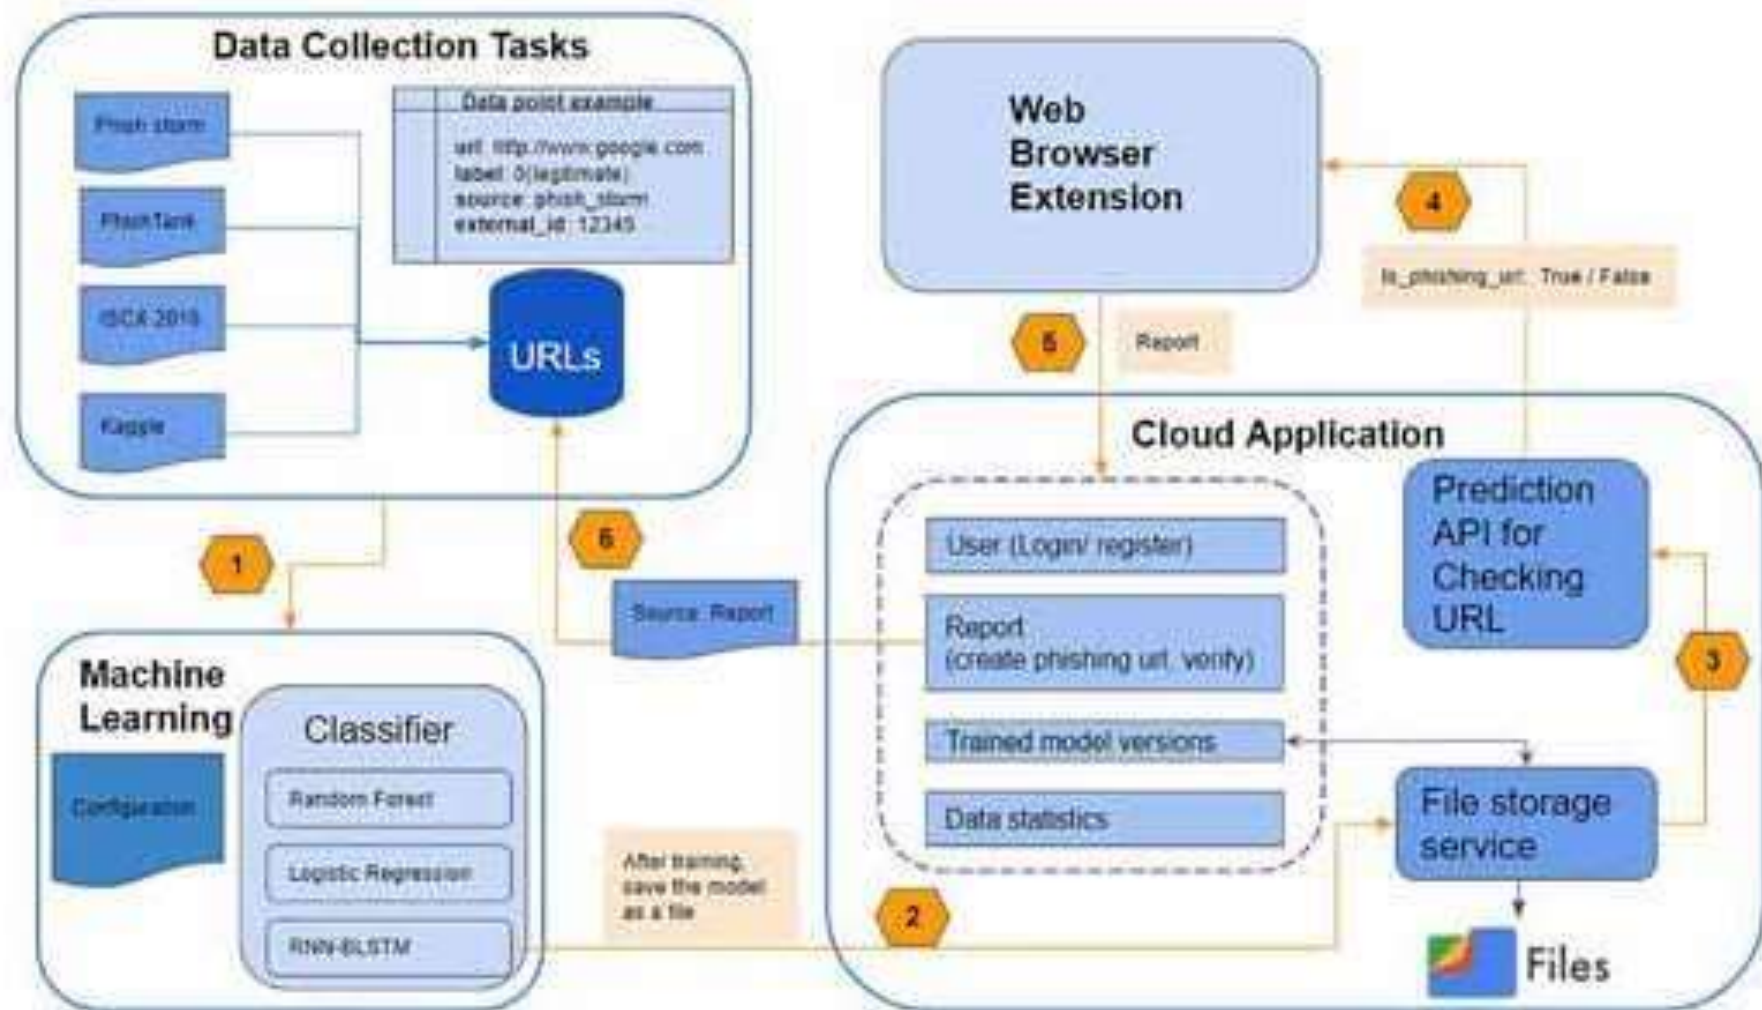 Data Collection Tasks
Phish storm
PhishTank
ISCX 2016
Kaggle
Data point example
url: http://www.google.com
label: 0(legitimate)
source: phish_storm
external_id: 12345
URLs
Web
Browser
Extension
4
Is_phishing_url: True / False
5
Report
Cloud Application
User (Login/ register)
Report
(create phishing url, verify)
Trained model versions
Data statistics
Prediction
API for
Checking
URL
3
File storage
service
Files
1
6
Source: Report
Machine
Learning
Configuration
Classifier
Random Forest
Logistic Regression
RNN-BLSTM
After training,
save the model
as a file
2